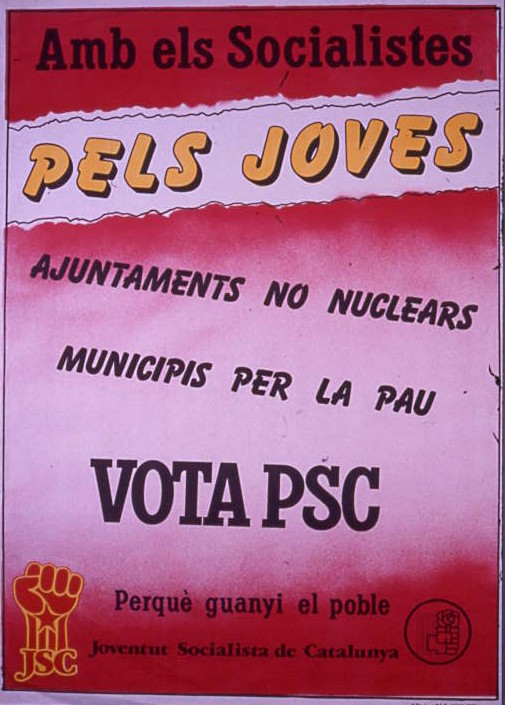 Amb els Socialistes
PELS JOVES
AJUNTAMENTS NO NUCLEARS
MUNICIPIS PER LA PAU
VOTA PSC
Perquè guanyi el poble
Joventut Socialista de Catalunya
JSC